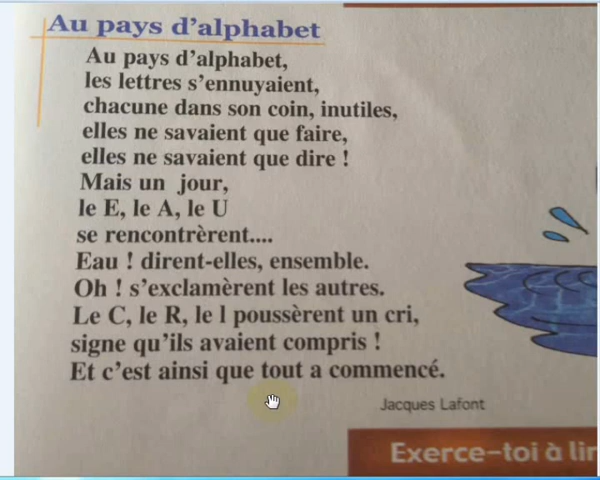 Au pays d'alphabet
Au pays d'alphabet,
les lettres s'ennuyaient,
chacune dans son coin, inutiles,
elles ne savaient que faire,
elles ne savaient que dire !
Mais un jour,
le E, le A, le U
se rencontrèrent....
Eau ! dirent-elles, ensemble.
Oh ! s'exclamèrent les autres.
Le C, le R, le l poussèrent un cri,
signe qu'ils avaient compris !
Et c'est ainsi que tout a commencé.
Jacques Lafont
Exerce-toi à lir